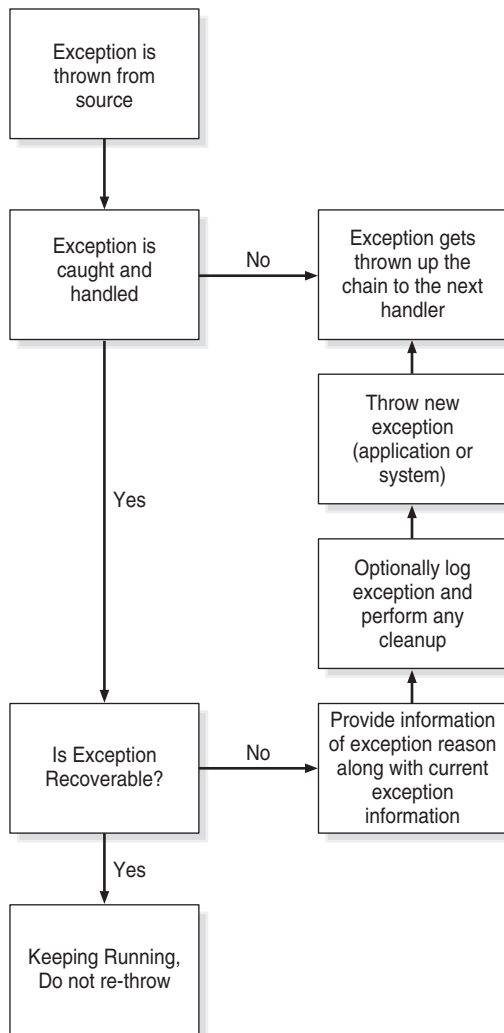 Exception is
thrown from
source
Exception is
caught and
handled
No
Exception gets
thrown up the
chain to the next
handler
Throw new
exception
(application or
system)
Yes
Optionally log
exception and
perform any
cleanup
Is Exception
Recoverable?
No
Provide information
of exception reason
along with current
exception
information
Yes
Keeping Running,
Do not re-throw